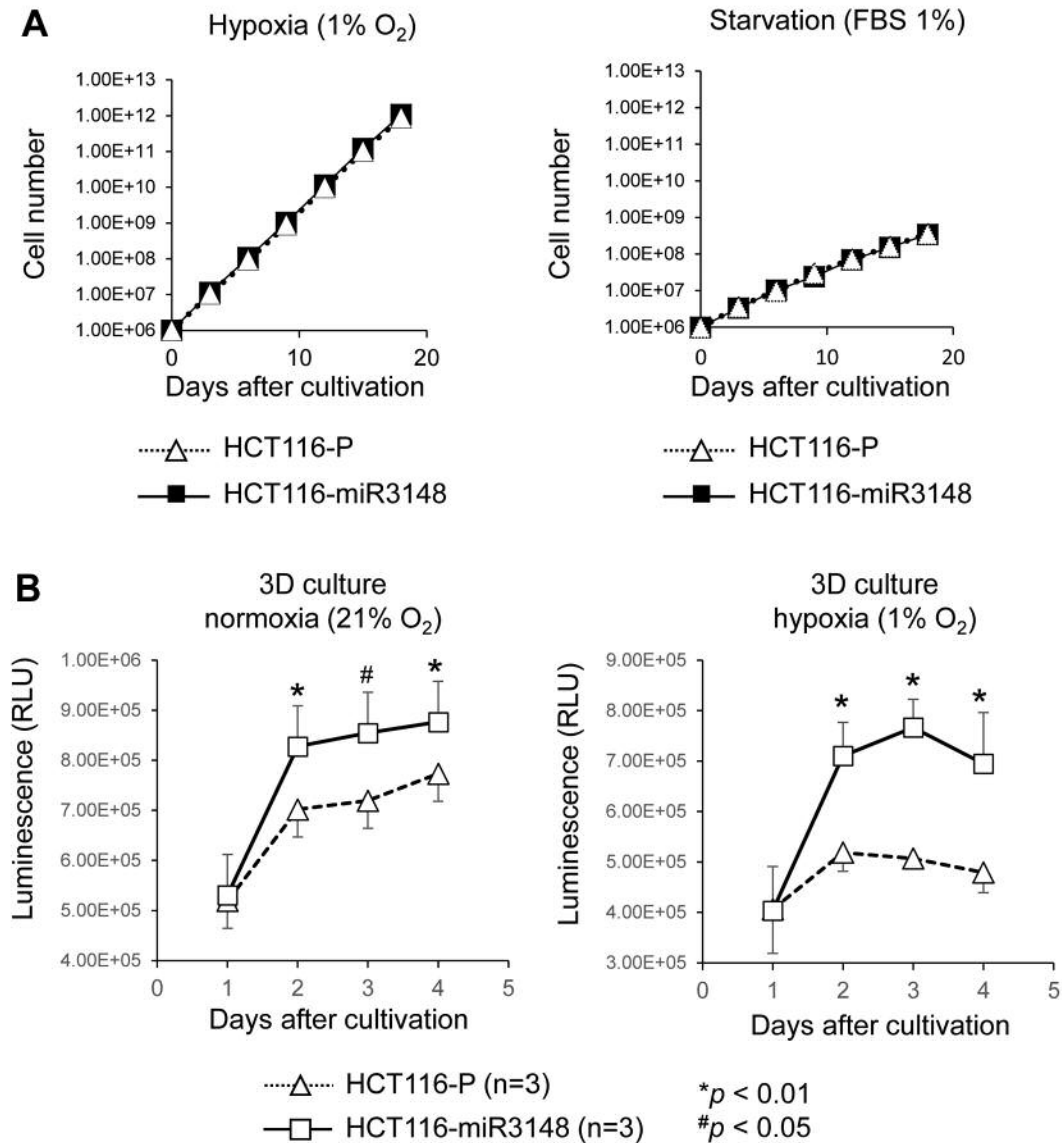 A
Hypoxia (1% O₂)
Cell number
1.00E+13
1.00E+12
1.00E+11
1.00E+10
1.00E+09
1.00E+08
1.00E+07
1.00E+06
0 10 20
Days after cultivation
HCT116-P
HCT116-miR3148
Starvation (FBS 1%)
Cell number
1.00E+13
1.00E+12
1.00E+11
1.00E+10
1.00E+09
1.00E+08
1.00E+07
1.00E+06
0 10 20
Days after cultivation
HCT116-P
HCT116-miR3148
B
3D culture
normoxia (21% O₂)
Luminescence (RLU)
1.00E+06
9.00E+05
8.00E+05
7.00E+05
6.00E+05
5.00E+05
4.00E+05
* # *
0 1 2 3 4 5
Days after cultivation
3D culture
hypoxia (1% O₂)
Luminescence (RLU)
9.00E+05
8.00E+05
7.00E+05
6.00E+05
5.00E+05
4.00E+05
3.00E+05
* * *
0 1 2 3 4 5
Days after cultivation
HCT116-P (n=3)
HCT116-miR3148 (n=3)
*p < 0.01
#p < 0.05